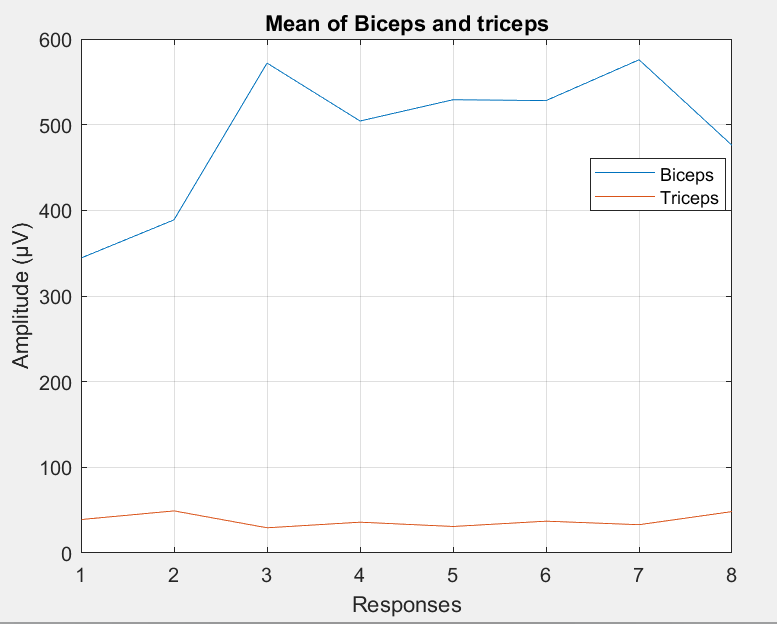 Mean of Biceps and triceps
600
500
400
300
200
100
0
Amplitude (µV)
Biceps
Triceps
1 2 3 4 5 6 7 8
Responses